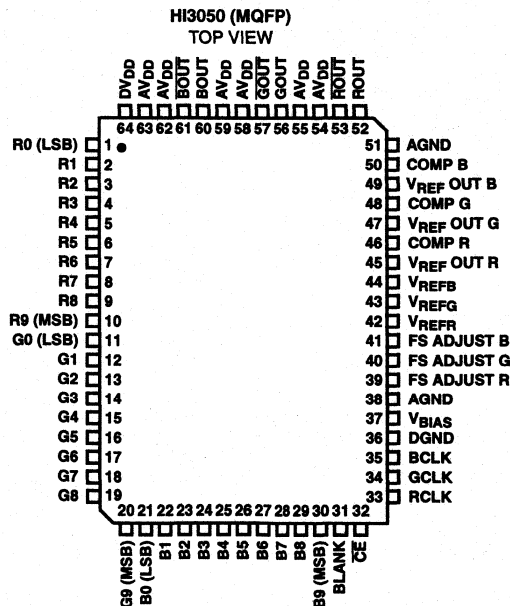 HI3050 (MQFP)
TOP VIEW
DVDD AVDD AVDD B̅O̅U̅T̅ BOUT AVDD AVDD G̅O̅U̅T̅ GOUT AVDD AVDD R̅O̅U̅T̅ ROUT
64 63 62 61 60 59 58 57 56 55 54 53 52
R0 (LSB) 1 51 AGND
R1 2 50 COMP B
R2 3 49 VREF OUT B
R3 4 48 COMP G
R4 5 47 VREF OUT G
R5 6 46 COMP R
R6 7 45 VREF OUT R
R7 8 44 VREFB
R8 9 43 VREFG
R9 (MSB) 10 42 VREFR
G0 (LSB) 11 41 FS ADJUST B
G1 12 40 FS ADJUST G
G2 13 39 FS ADJUST R
G3 14 38 AGND
G4 15 37 VBIAS
G5 16 36 DGND
G6 17 35 BCLK
G7 18 34 GCLK
G8 19 33 RCLK
20 21 22 23 24 25 26 27 28 29 30 31 32
G9 (MSB) B0 (LSB) B1 B2 B3 B4 B5 B6 B7 B8 B9 (MSB) BLANK C̅E̅